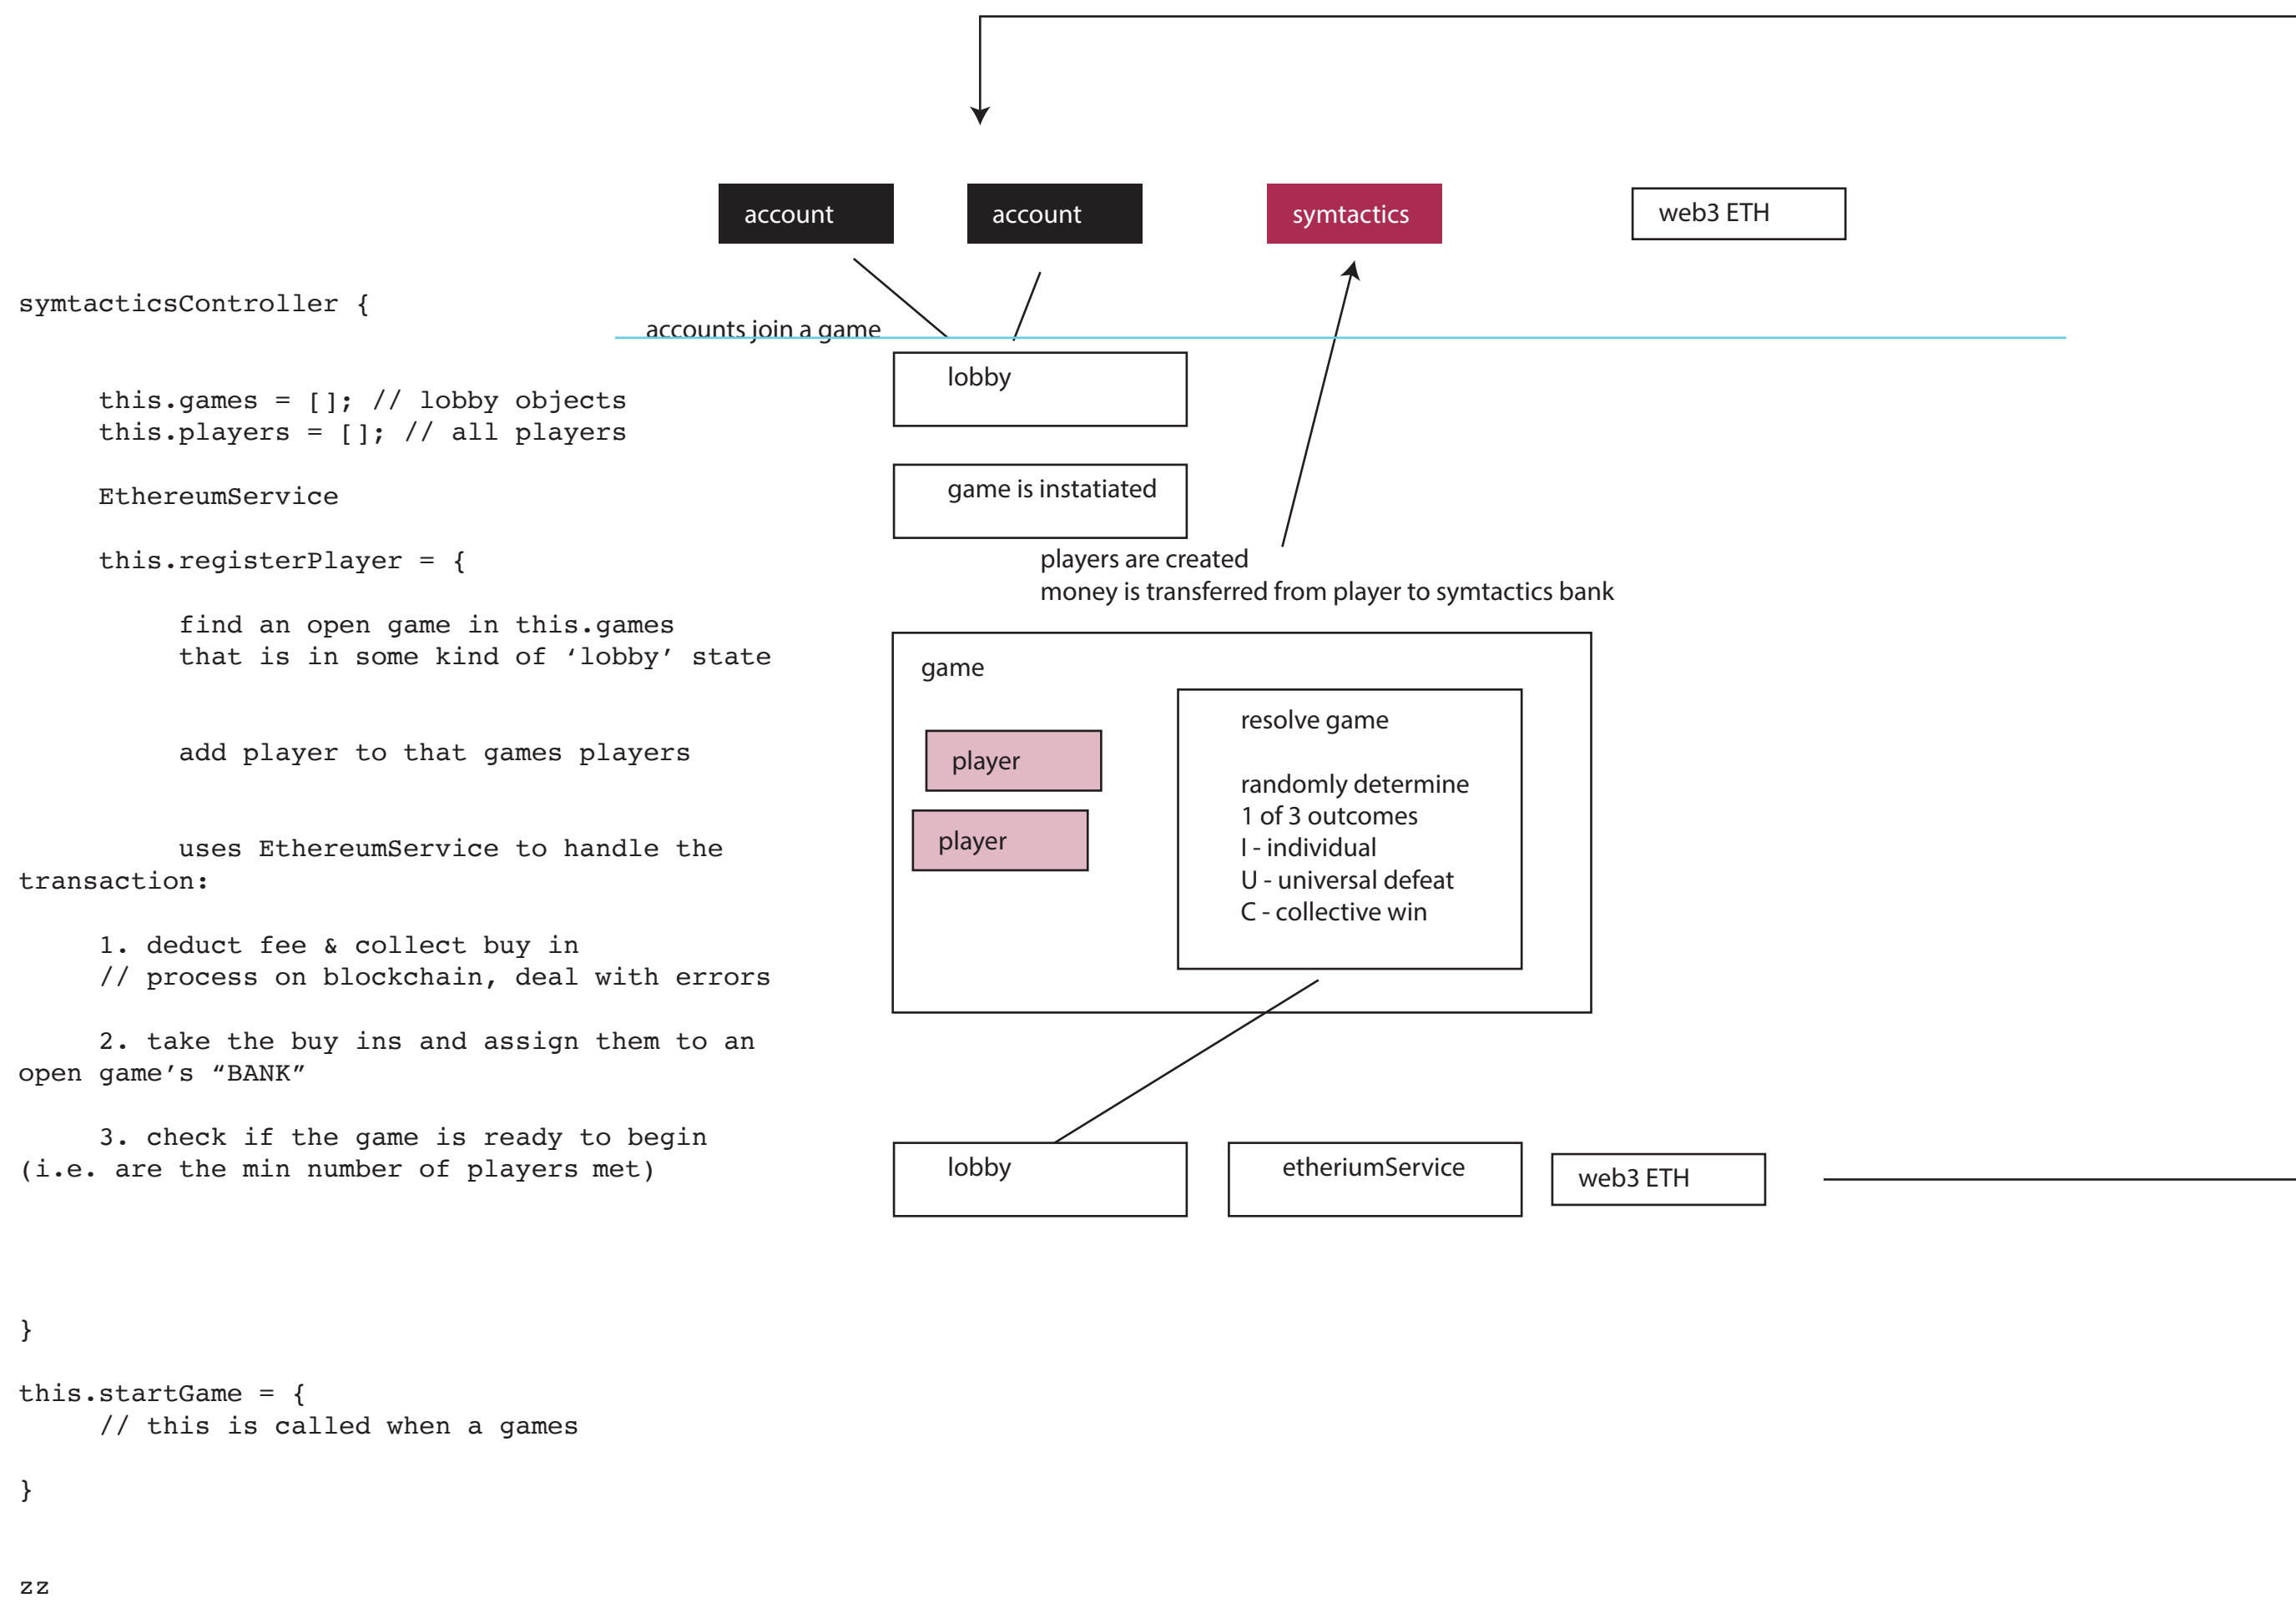 account
account
symtactics
web3 ETH
symtacticsController {
accounts join a game
this.games = []; // lobby objects
this.players = []; // all players
EthereumService
this.registerPlayer = {
find an open game in this.games
that is in some kind of ‘lobby’ state
add player to that games players
uses EthereumService to handle the
transaction:
1. deduct fee & collect buy in
// process on blockchain, deal with errors
2. take the buy ins and assign them to an
open game’s “BANK”
3. check if the game is ready to begin
(i.e. are the min number of players met)
}
this.startGame = {
// this is called when a games
}
zz
lobby
game is instatiated
players are created
money is transferred from player to symtactics bank
game
player
player
resolve game
randomly determine
1 of 3 outcomes
I - individual
U - universal defeat
C - collective win
lobby
etheriumService
web3 ETH